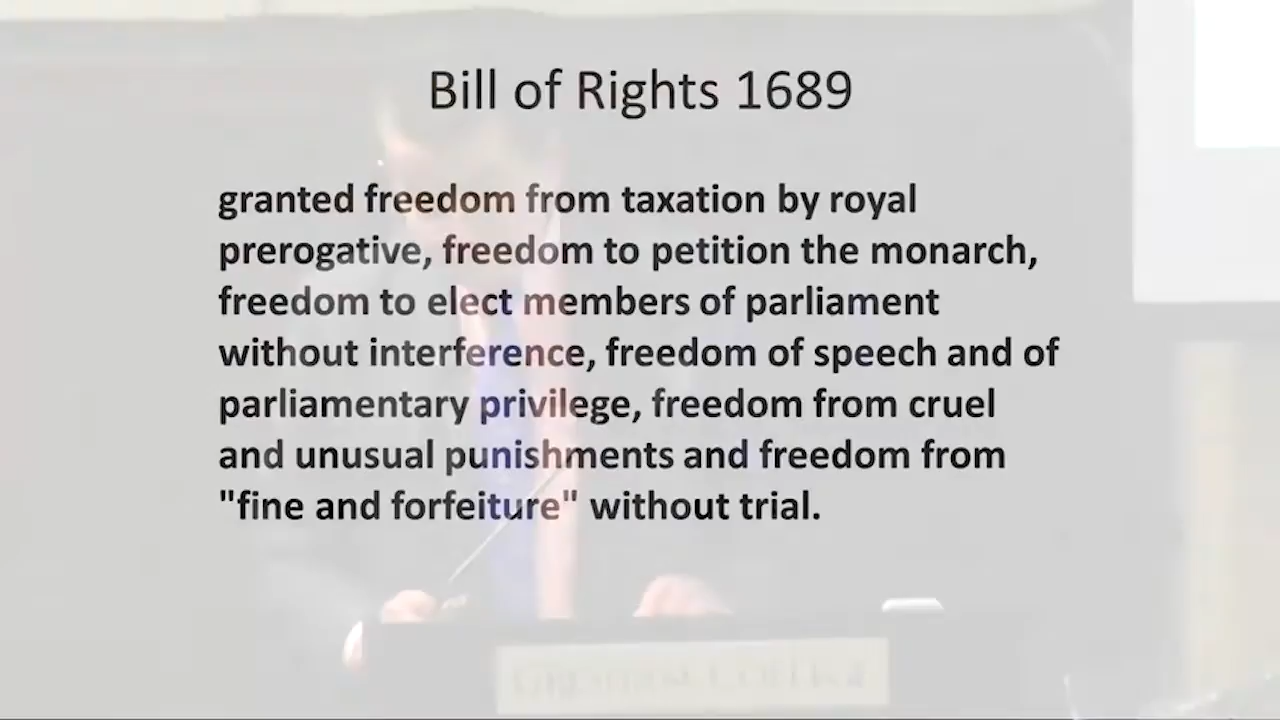 Bill of Rights 1689
granted freedom from taxation by royal
prerogative, freedom to petition the monarch,
freedom to elect members of parliament
without interference, freedom of speech and of
parliamentary privilege, freedom from cruel
and unusual punishments and freedom from
"fine and forfeiture" without trial.
GRESHAM COLLEGE